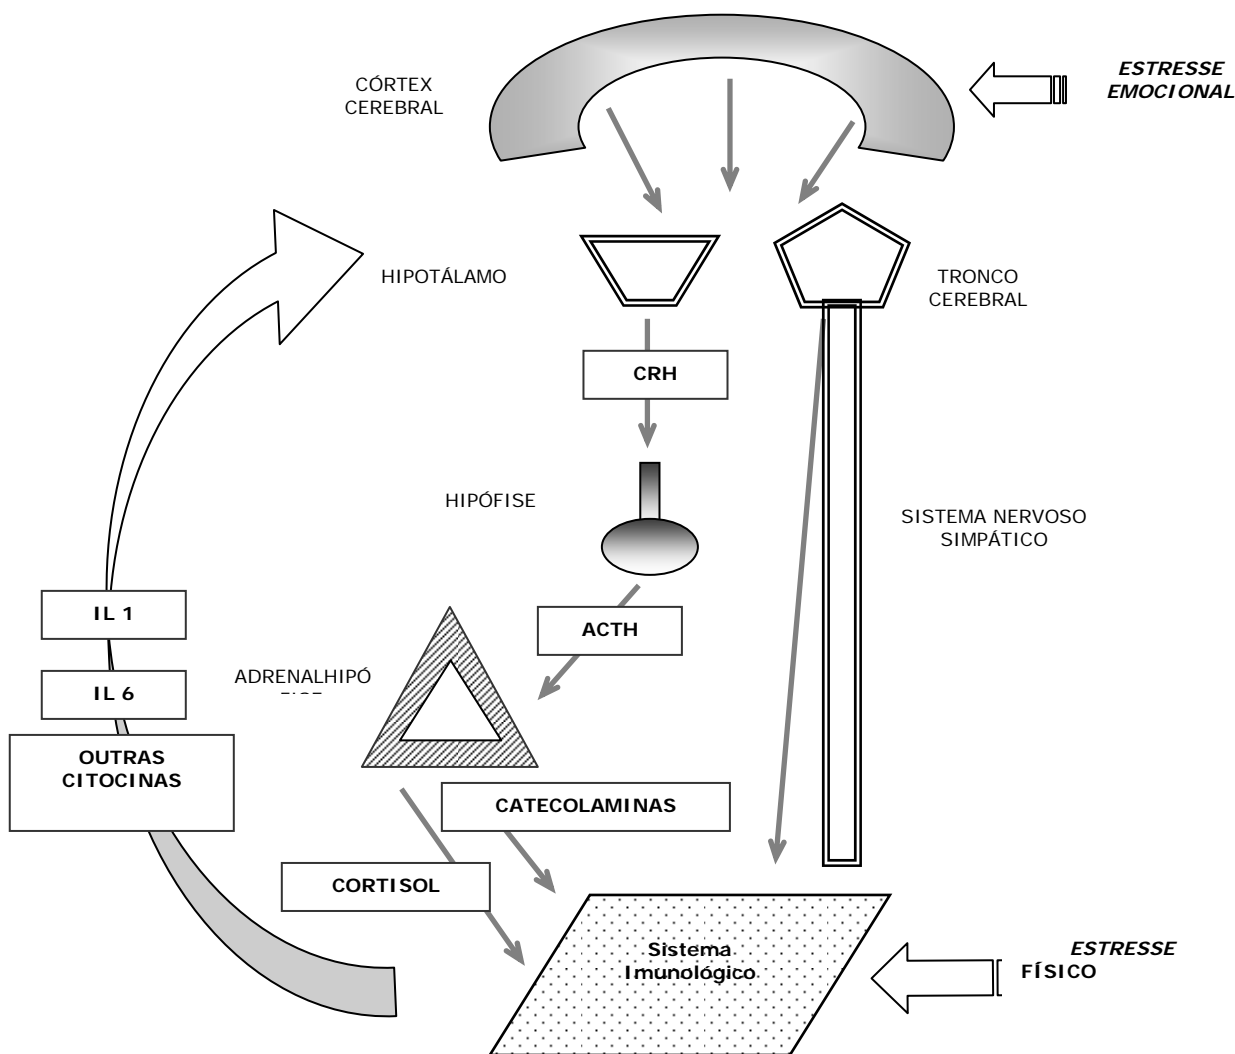 ESTRESSE
EMOCIONAL
CÓRTEX
CEREBRAL
HIPOTÁLAMO
TRONCO
CEREBRAL
CRH
HIPÓFISE
SISTEMA NERVOSO
SIMPÁTICO
IL 1
ACTH
IL 6
ADRENALHIPÓ
OUTRAS
CITOCINAS
CATECOLAMINAS
CORTISOL
Sistema
Imunológico
ESTRESSE
FÍSICO